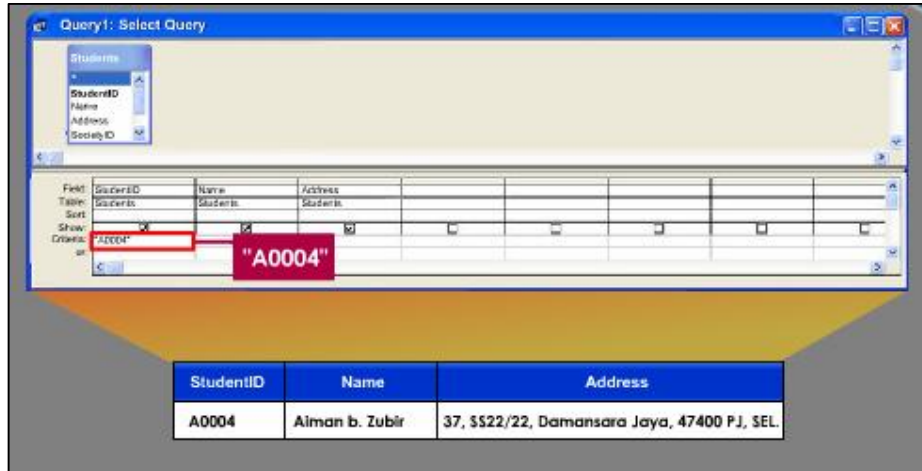 Query1: Select Query
Students
*
StudentID
Name
Address
SocietyID
Field: StudentID Name Address
Table: Students Students Students
Sort:
Show:
Criteria: "A0004"
or:
"A0004"
StudentID Name Address
A0004 Aiman b. Zubir 37, SS22/22, Damansara Jaya, 47400 PJ, SEL.